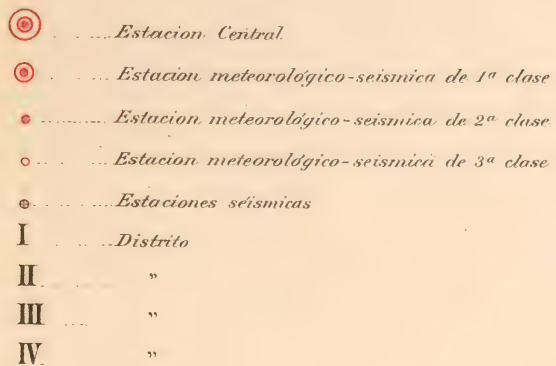 Estacion Central
Estacion meteorológico-seismica de 1ª clase
Estacion meteorológico-seismica de 2ª clase
Estacion meteorológico-seismica de 3ª clase
Estaciones séismicas
I Distrito
II "
III "
IV "